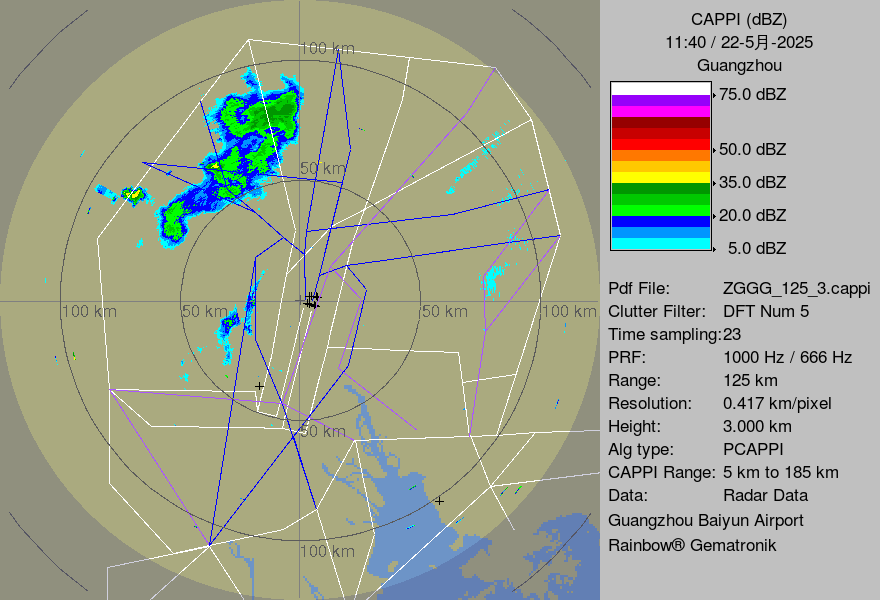 CAPPI (dBZ)
11:40 / 22-5月-2025
Guangzhou
75.0 dBZ
50.0 dBZ
35.0 dBZ
20.0 dBZ
5.0 dBZ
Pdf File: ZGGG_125_3.cappi
Clutter Filter: DFT Num 5
Time sampling:23
PRF: 1000 Hz / 666 Hz
Range: 125 km
Resolution: 0.417 km/pixel
Height: 3.000 km
Alg type: PCAPPI
CAPPI Range: 5 km to 185 km
Data: Radar Data
Guangzhou Baiyun Airport
Rainbow® Gematronik
100 km
50 km
100 km
50 km
50 km
100 km
50 km
100 km